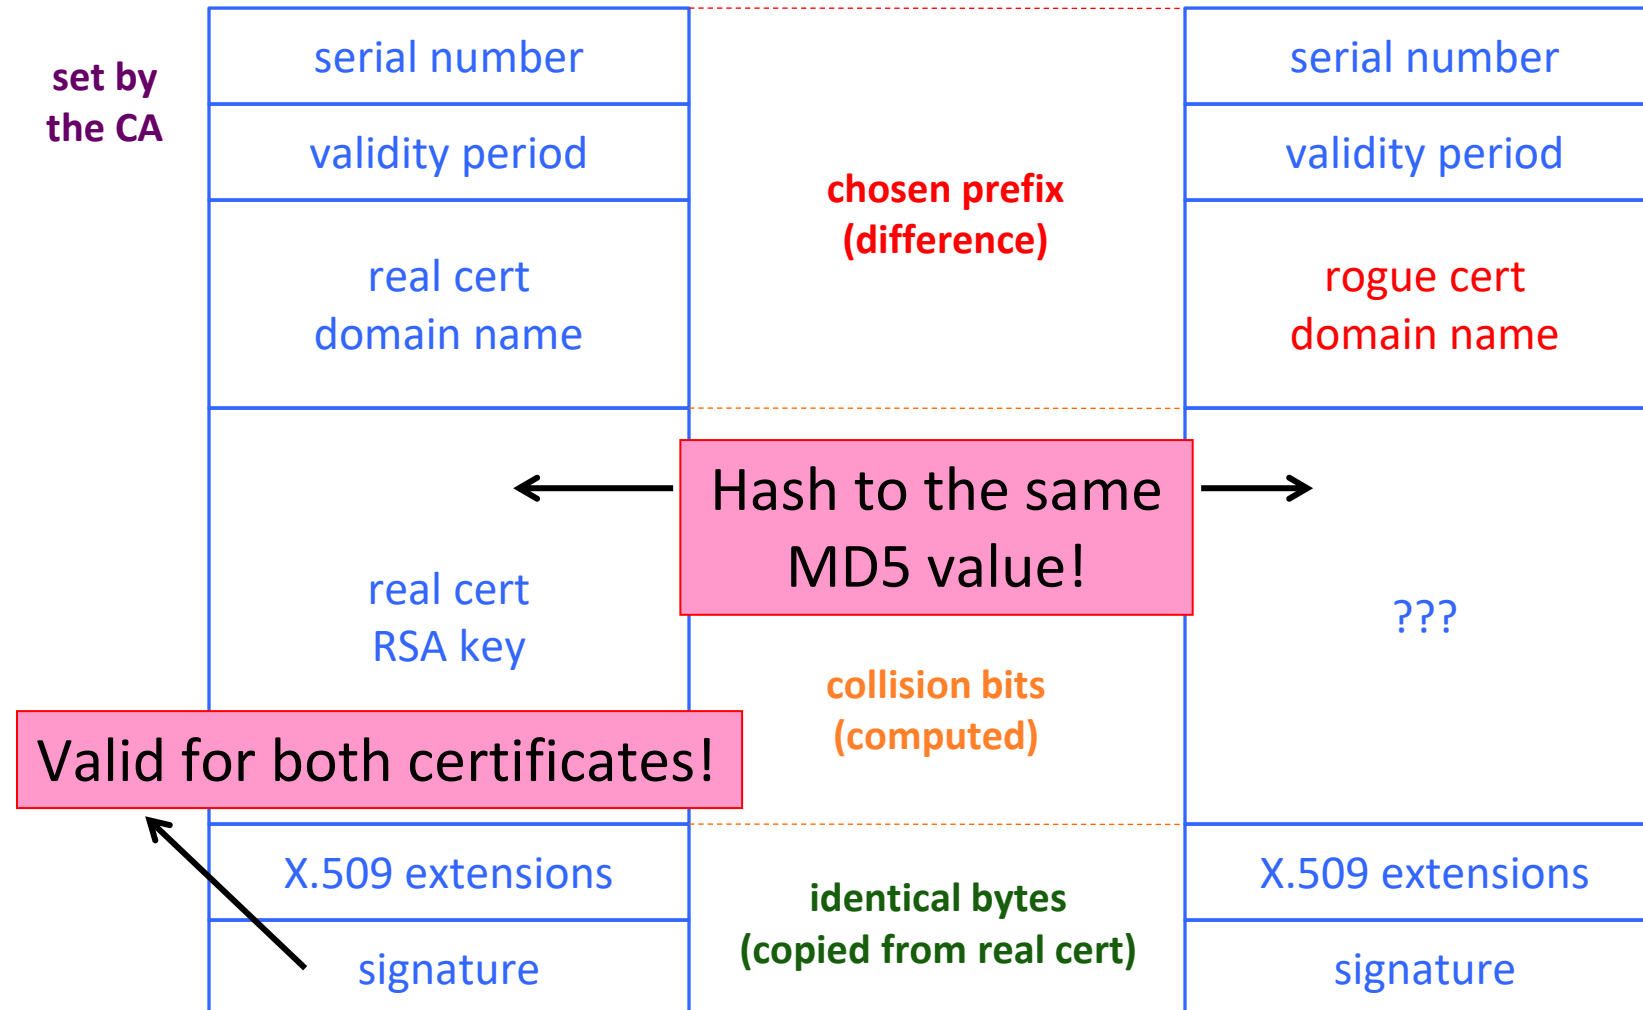 set by
the CA
serial number
validity period
real cert
domain name
real cert
RSA key
X.509 extensions
signature
chosen prefix
(difference)
Hash to the same
MD5 value!
collision bits
(computed)
Valid for both certificates!
identical bytes
(copied from real cert)
serial number
validity period
rogue cert
domain name
???
X.509 extensions
signature